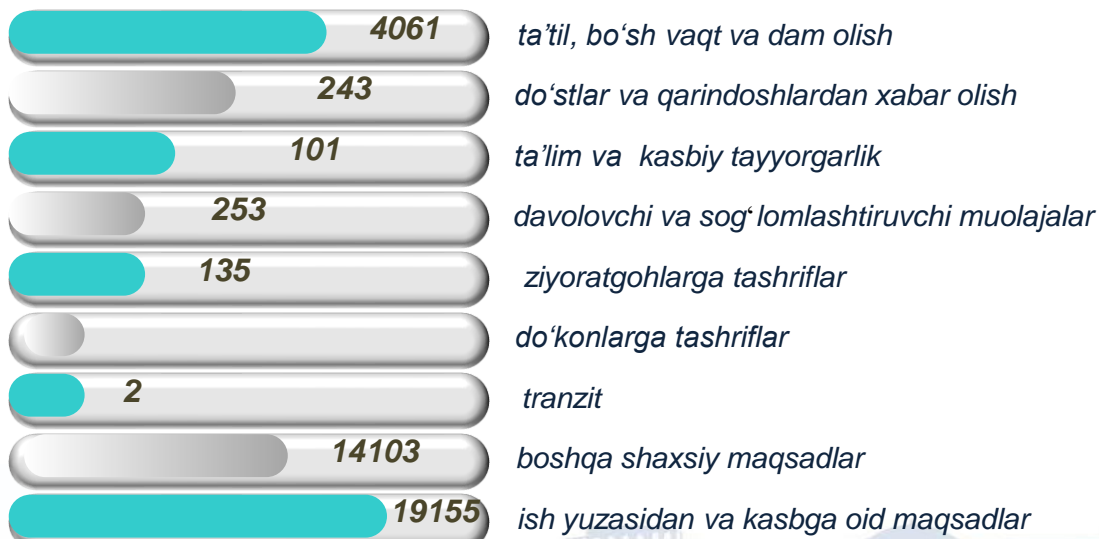 4061 ta’til, bo‘sh vaqt va dam olish
243 do‘stlar va qarindoshlardan xabar olish
101 ta’lim va kasbiy tayyorgarlik
253 davolovchi va sog‘lomlashtiruvchi muolajalar
135 ziyoratgohlarga tashriflar
do‘konlarga tashriflar
2 tranzit
14103 boshqa shaxsiy maqsadlar
19155 ish yuzasidan va kasbga oid maqsadlar